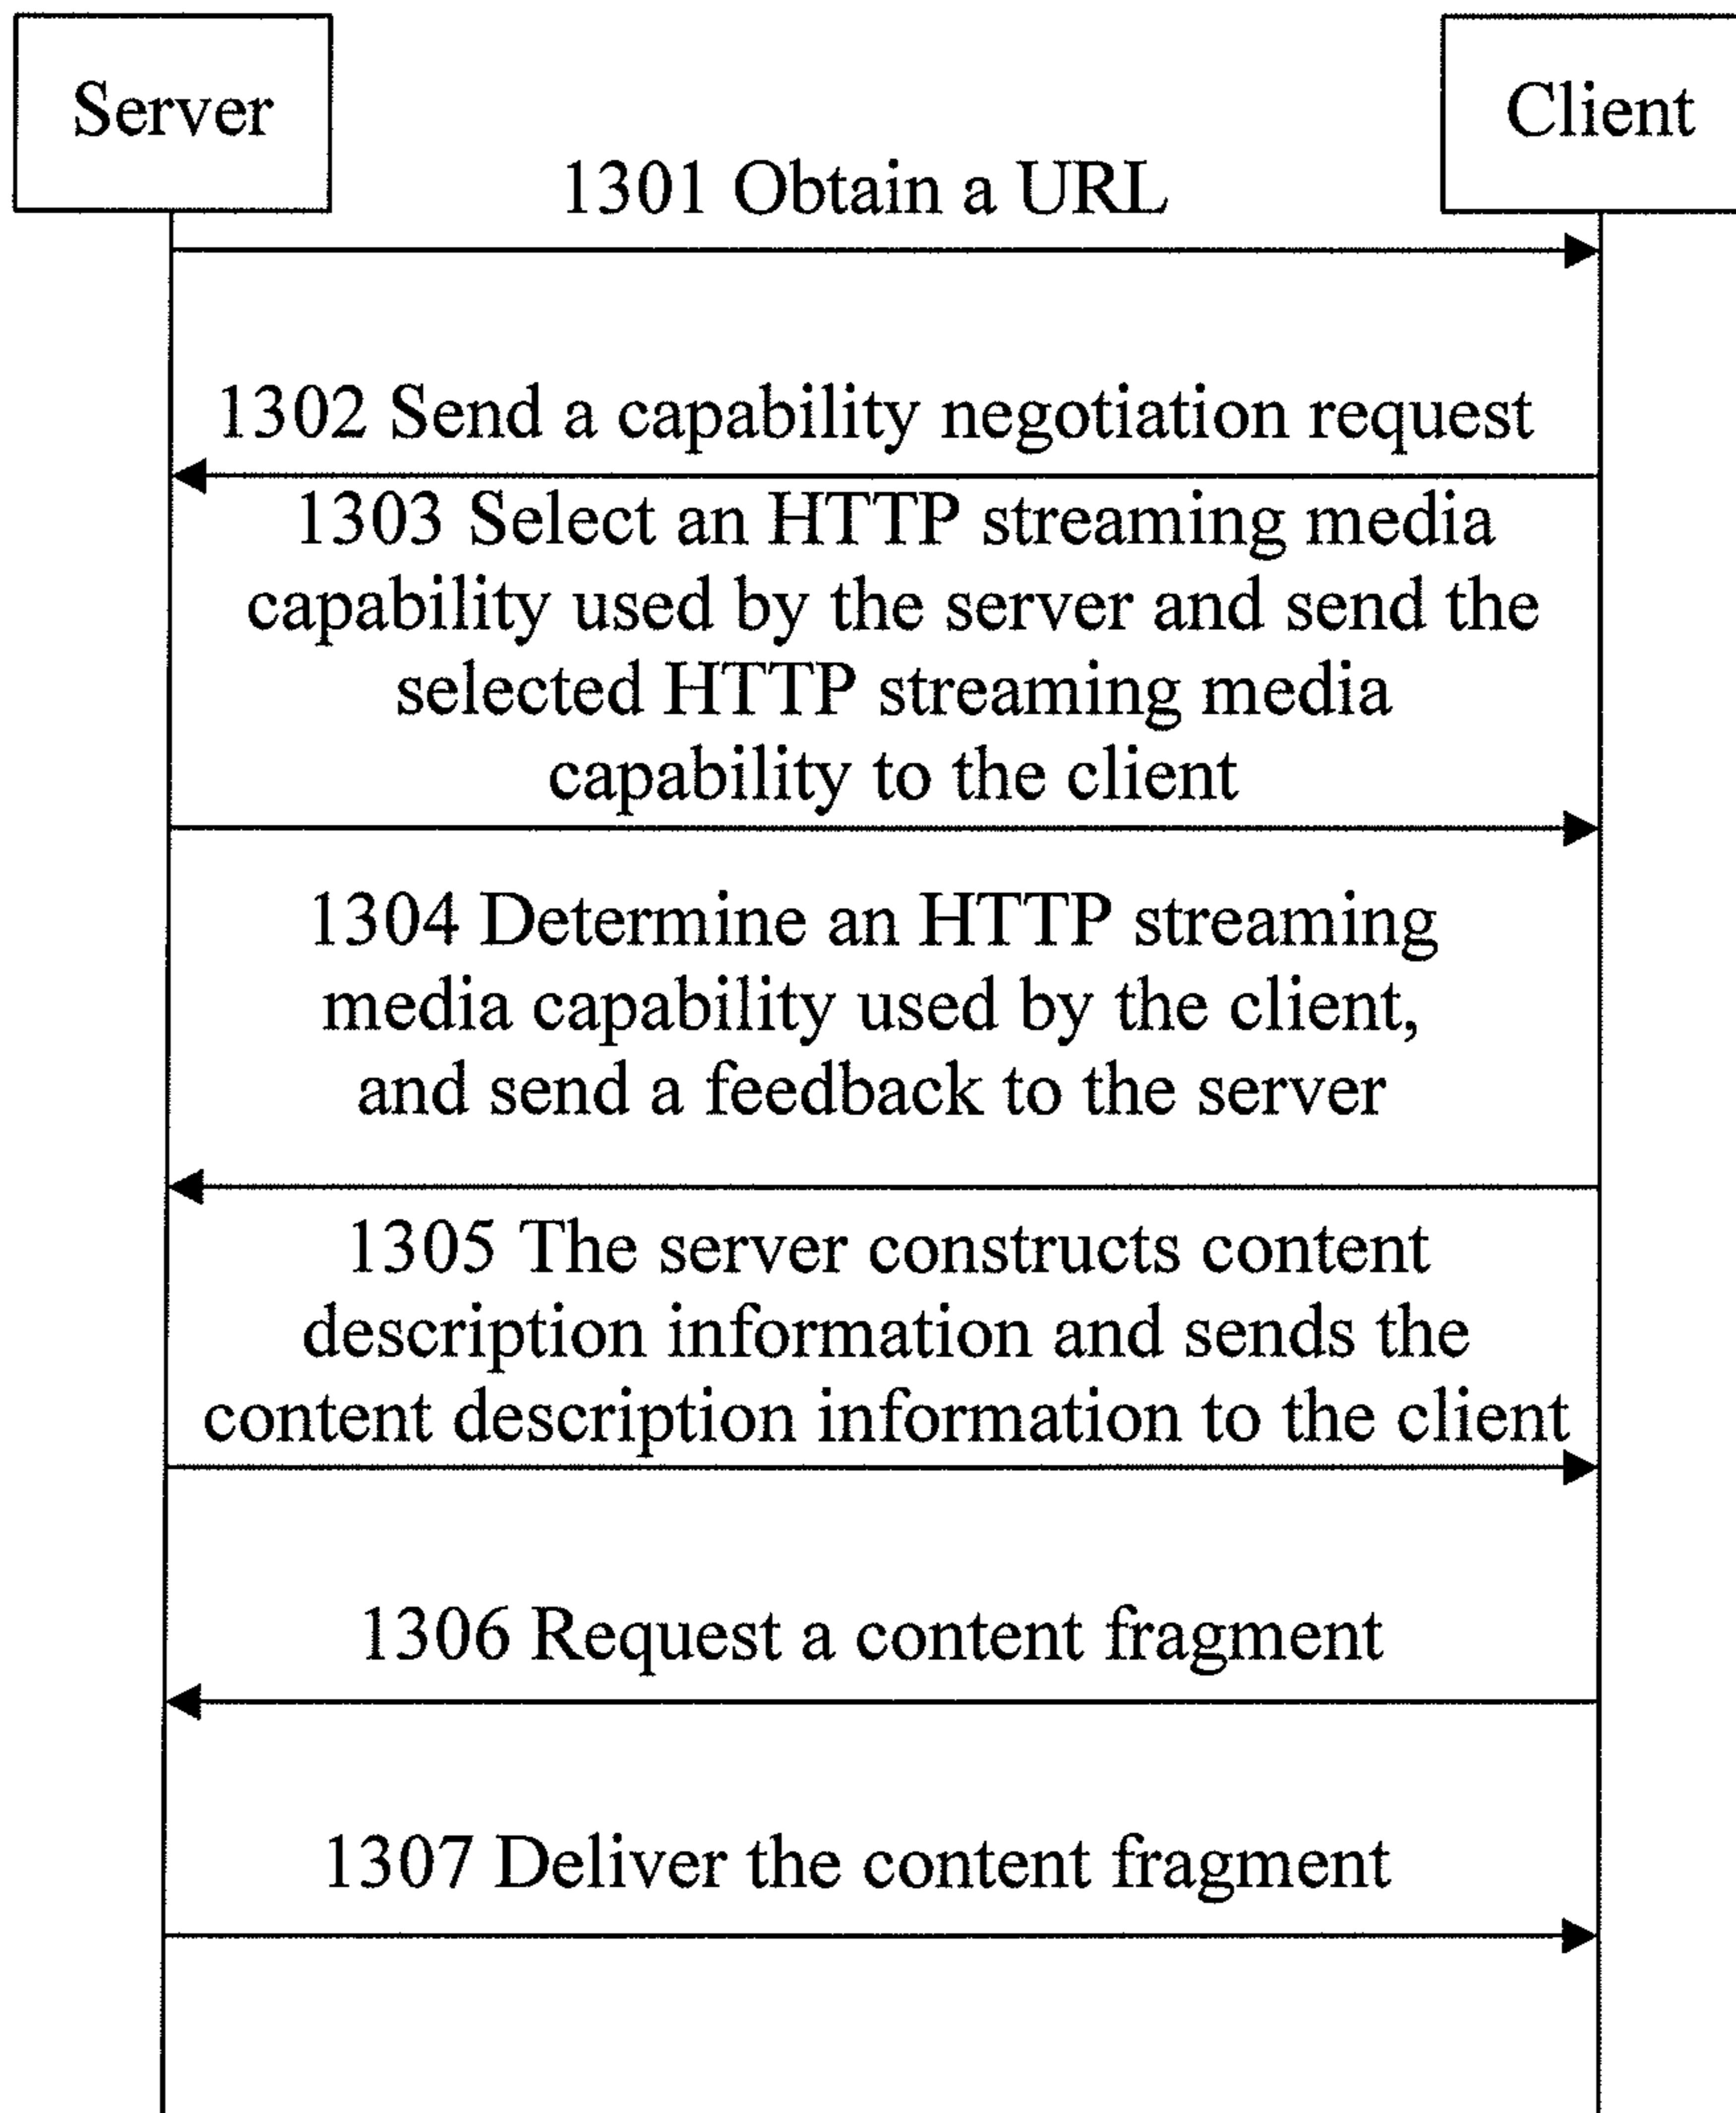 Server
Client
1301 Obtain a URL
1302 Send a capability negotiation request
1303 Select an HTTP streaming media
capability used by the server and send the
selected HTTP streaming media
capability to the client
1304 Determine an HTTP streaming
media capability used by the client,
and send a feedback to the server
1305 The server constructs content
description information and sends the
content description information to the client
1306 Request a content fragment
1307 Deliver the content fragment